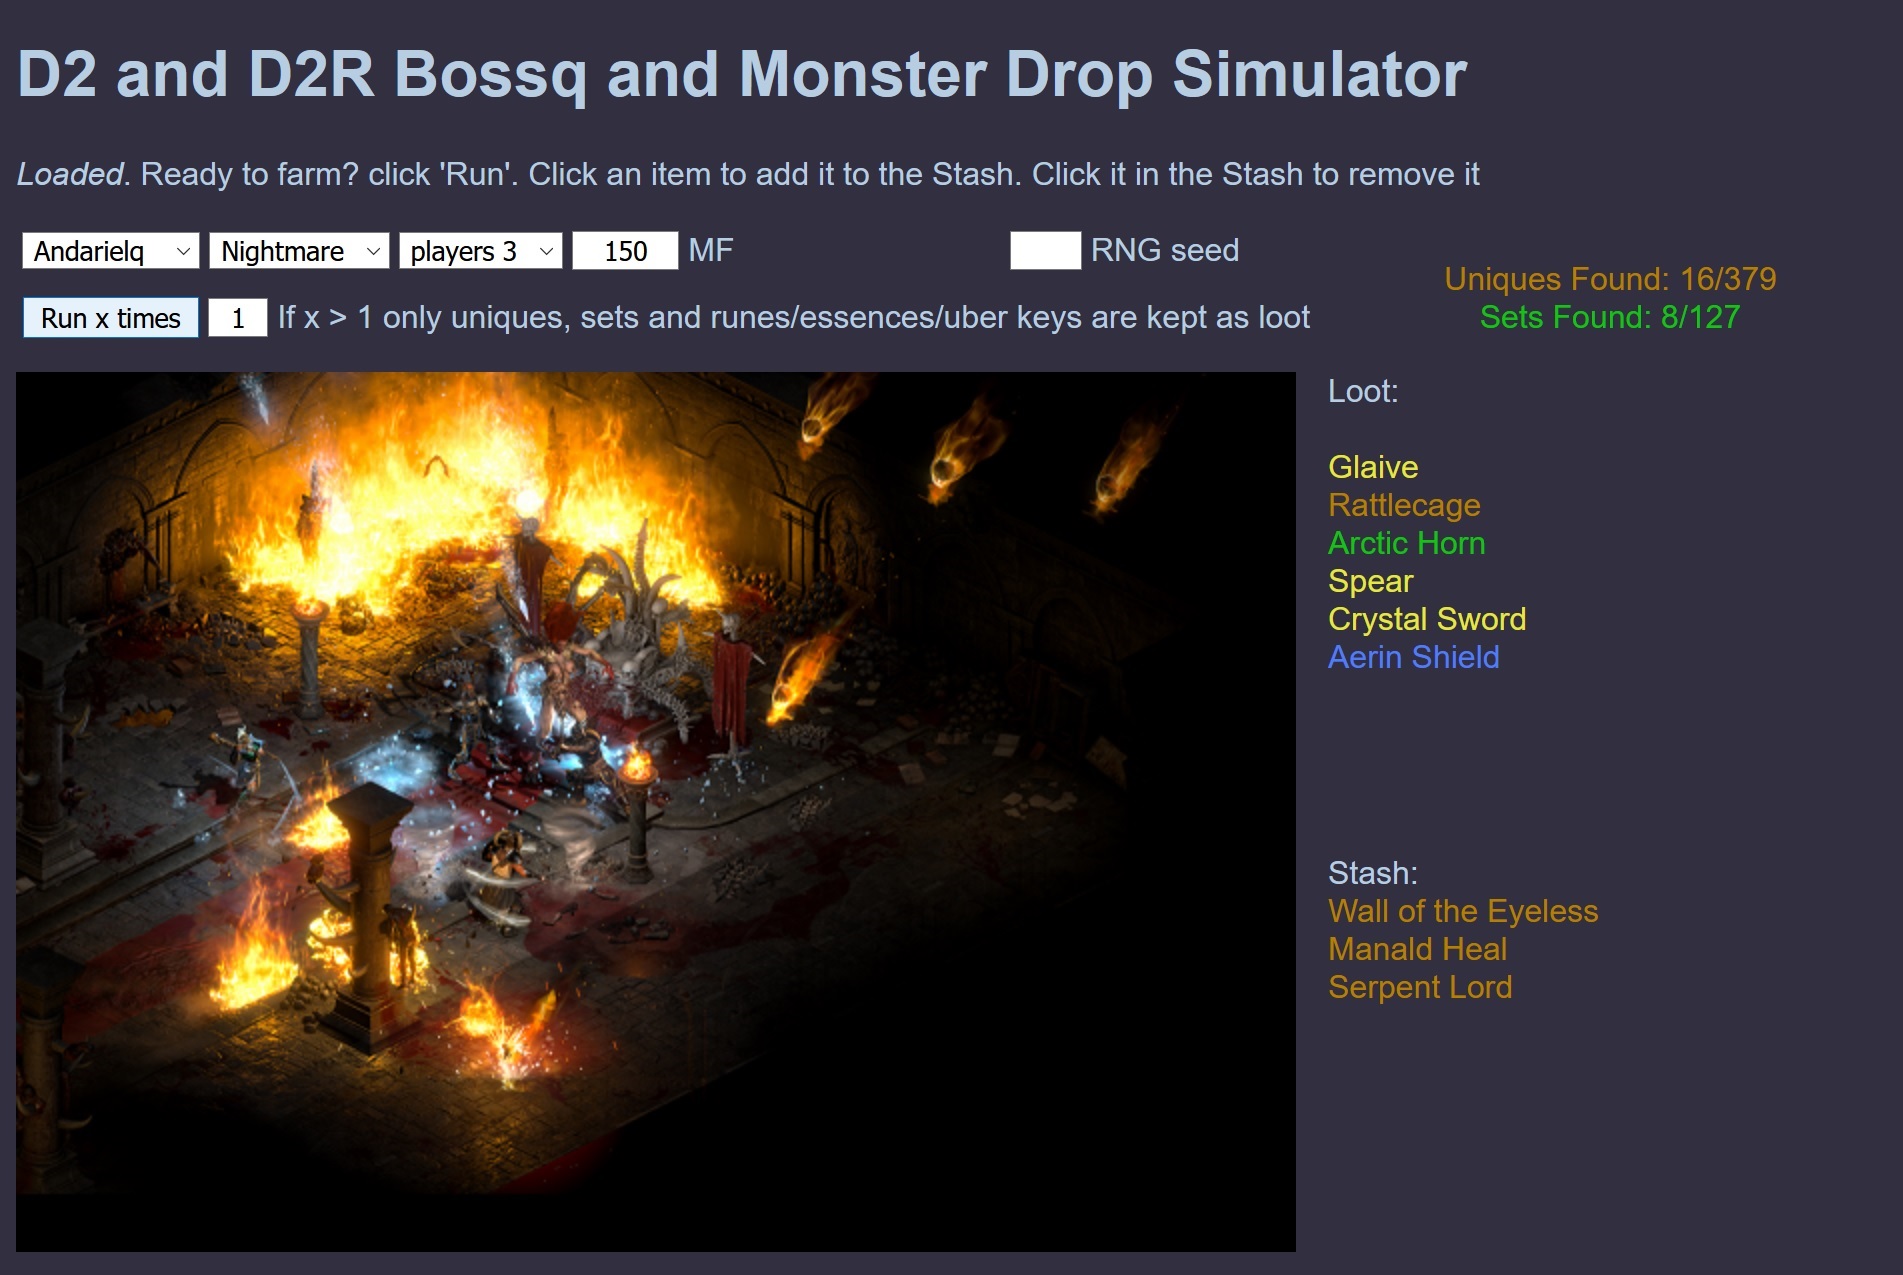 D2 and D2R Bossq and Monster Drop Simulator
Loaded. Ready to farm? click 'Run'. Click an item to add it to the Stash. Click it in the Stash to remove it
Andarielq Nightmare players 3 150 MF RNG seed
Uniques Found: 16/379
Run x times 1 If x > 1 only uniques, sets and runes/essences/uber keys are kept as loot
Sets Found: 8/127
Loot:
Glaive
Rattlecage
Arctic Horn
Spear
Crystal Sword
Aerin Shield
Stash:
Wall of the Eyeless
Manald Heal
Serpent Lord